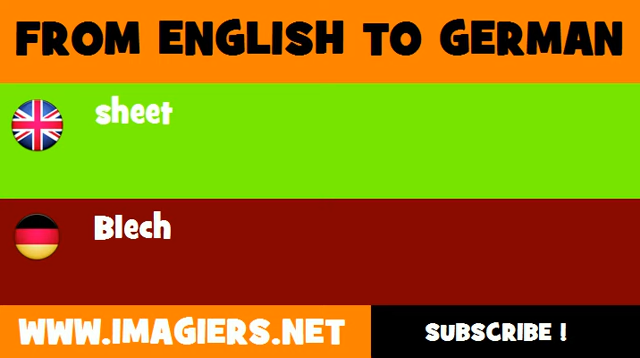 FROM ENGLISH TO GERMAN
sheet
Blech
WWW.IMAGIERS.NET
SUBSCRIBE !